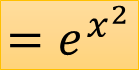 = e^{x^2}